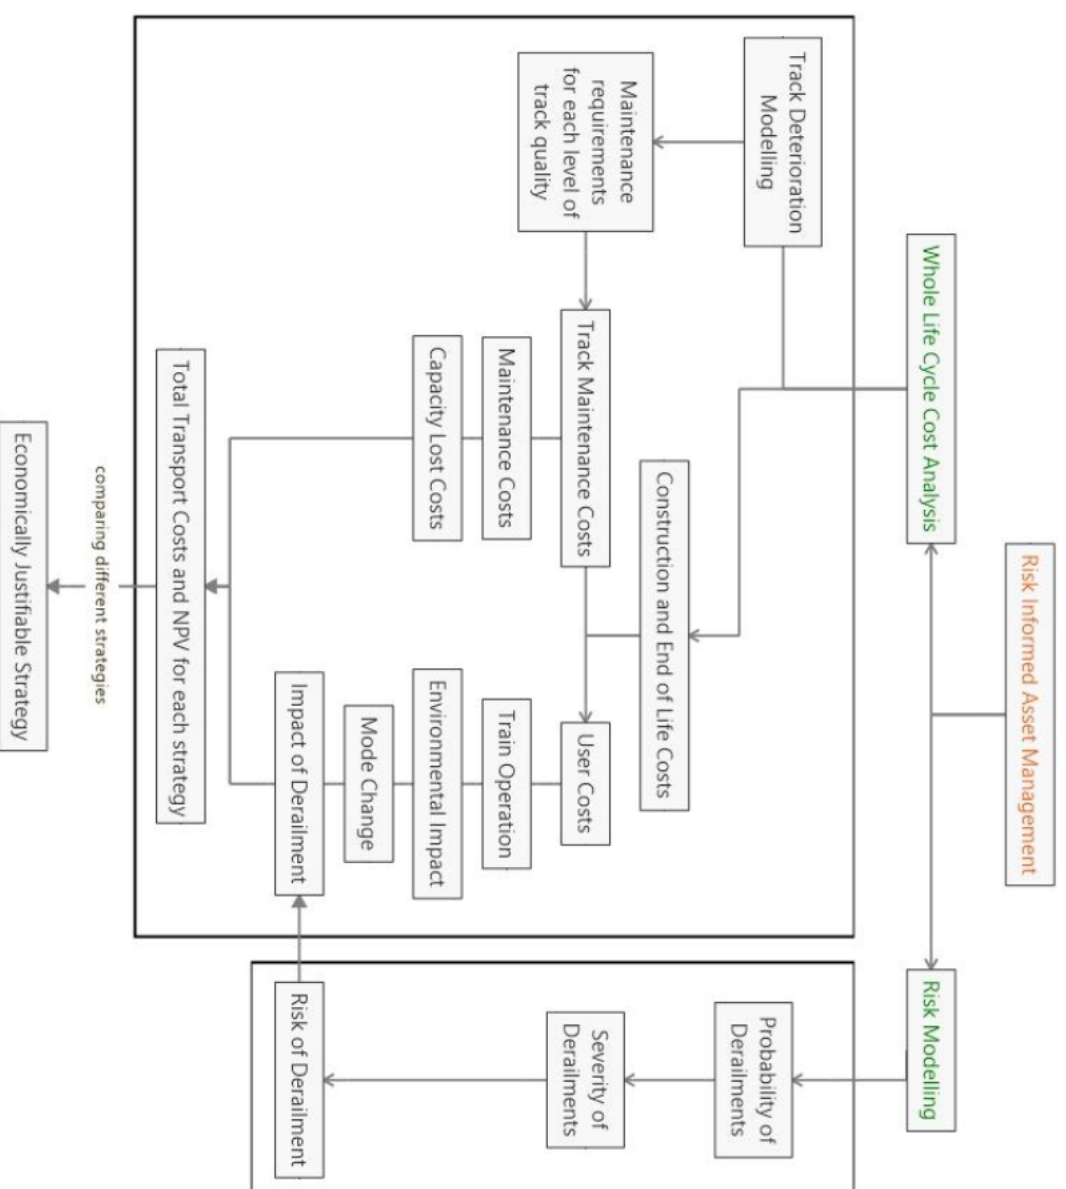 Risk Informed Asset Management
Whole Life Cycle Cost Analysis
Risk Modelling
Track Deterioration
Modelling
Probability of
Derailments
Construction and End of Life Costs
Maintenance
requirements
for each level of
track quality
Track Maintenance Costs
User Costs
Severity of
Derailments
Maintenance Costs
Train Operation
Capacity Lost Costs
Environmental Impact
Mode Change
Impact of Derailment
Risk of Derailment
Total Transport Costs and NPV for each strategy
comparing different strategies
Economically Justifiable Strategy